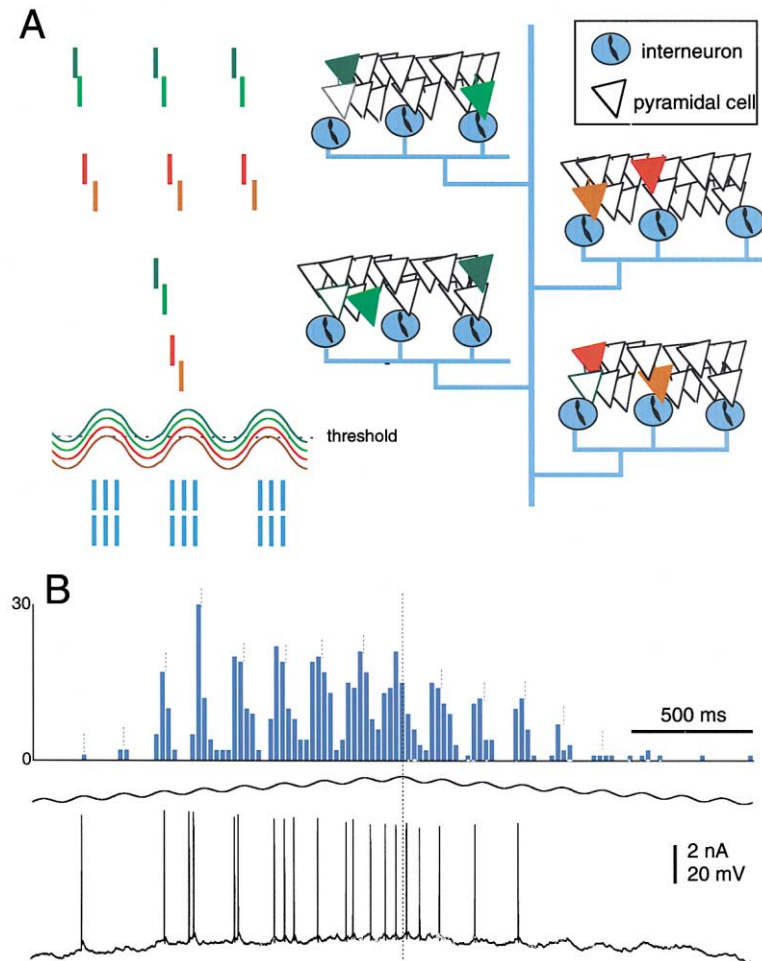 A
interneuron
pyramidal cell
threshold
B
30
500 ms
0
2 nA
20 mV